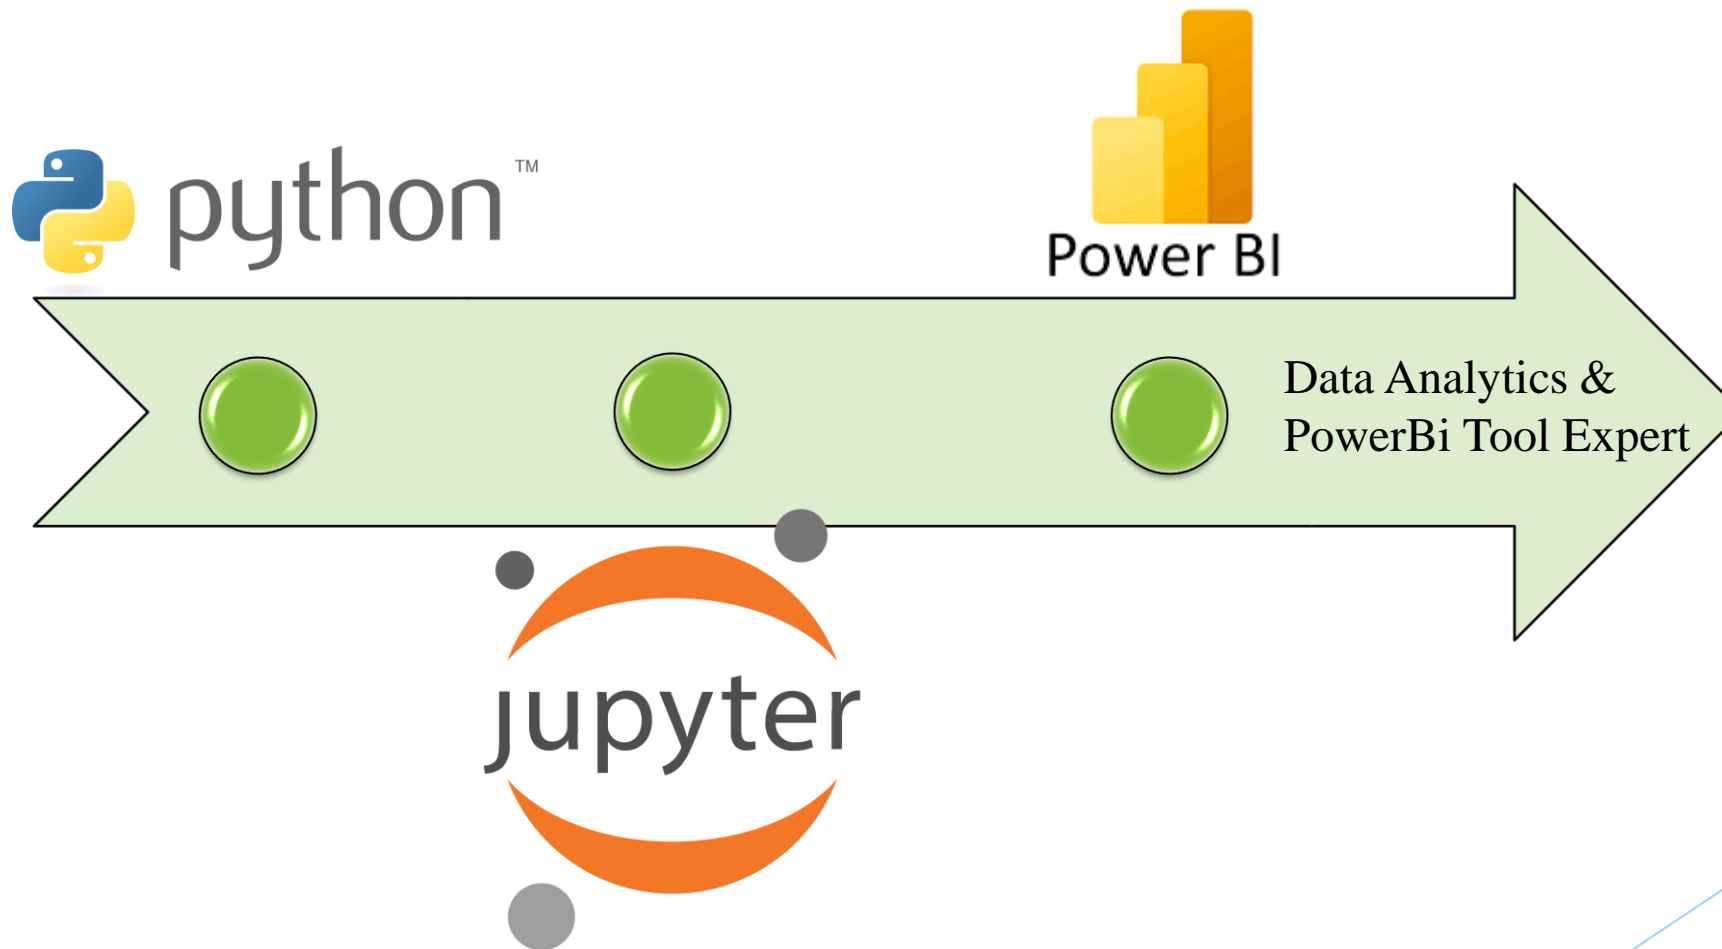 python™
Power BI
Data Analytics &
PowerBi Tool Expert
jupyter